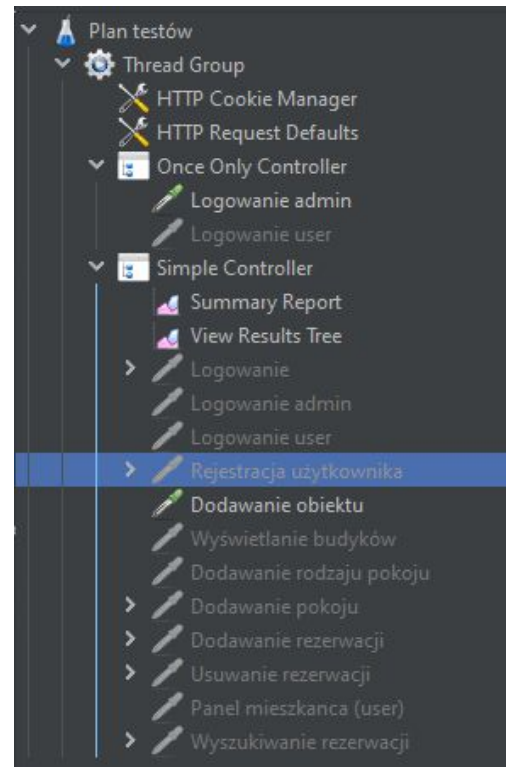 Plan testów
Thread Group
HTTP Cookie Manager
HTTP Request Defaults
Once Only Controller
Logowanie admin
Logowanie user
Simple Controller
Summary Report
View Results Tree
Logowanie
Logowanie admin
Logowanie user
Rejestracja użytkownika
Dodawanie obiektu
Wyświetlanie budyków
Dodawanie rodzaju pokoju
Dodawanie pokoju
Dodawanie rezerwacji
Usuwanie rezerwacji
Panel mieszkanca (user)
Wyszukiwanie rezerwacji